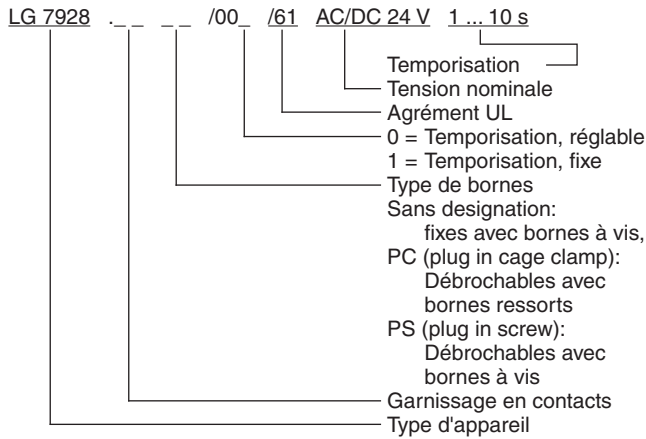 LG 7928 ._ _ _ _ /00_ /61 AC/DC 24 V 1 ... 10 s
Temporisation
Tension nominale
Agrément UL
0 = Temporisation, réglable
1 = Temporisation, fixe
Type de bornes
Sans designation:
fixes avec bornes à vis,
PC (plug in cage clamp):
Débrochables avec
bornes ressorts
PS (plug in screw):
Débrochables avec
bornes à vis
Garnissage en contacts
Type d'appareil